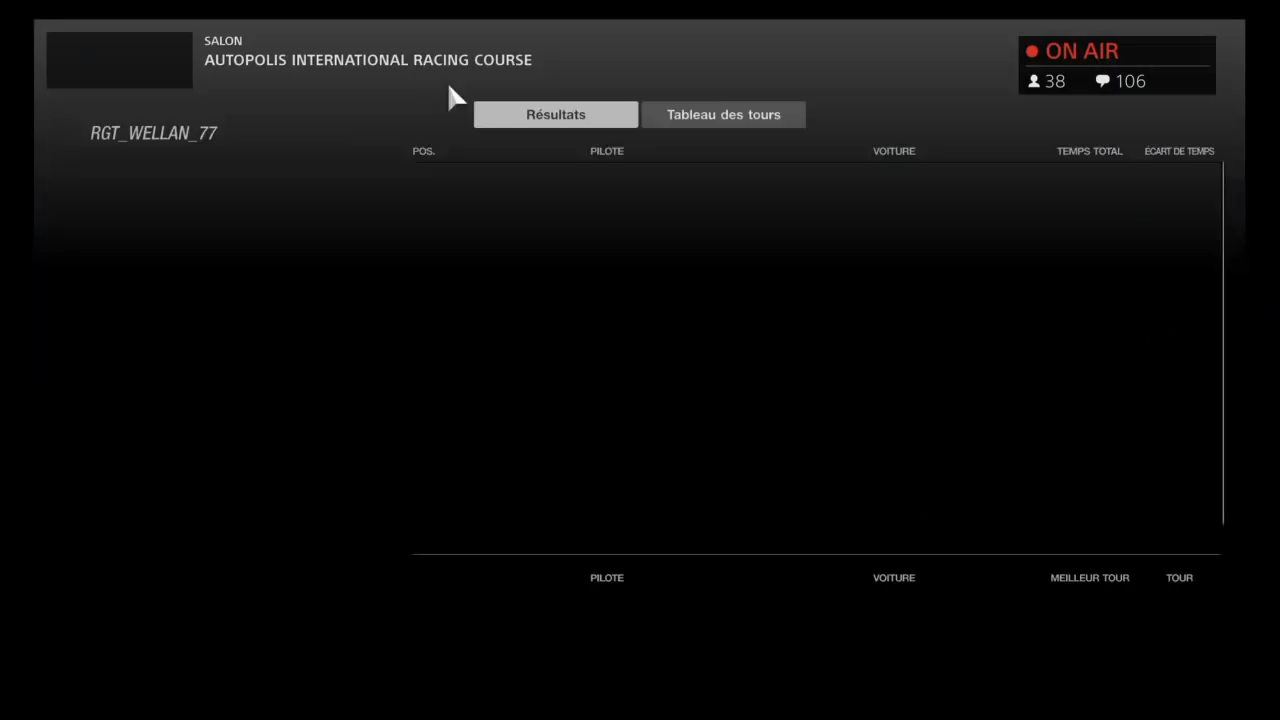 SALON
AUTOPOLIS INTERNATIONAL RACING COURSE
ON AIR
38 106
Résultats Tableau des tours
RGT_WELLAN_77
POS. PILOTE VOITURE TEMPS TOTAL ÉCART DE TEMPS
PILOTE VOITURE MEILLEUR TOUR TOUR